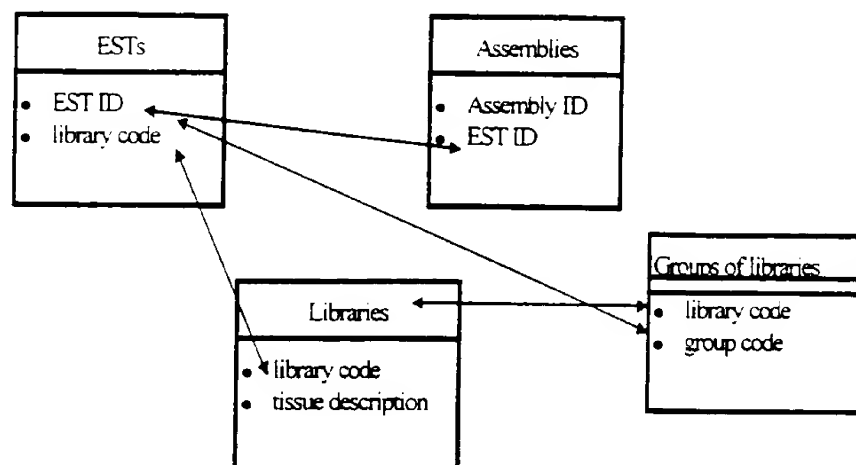 ESTs
• EST ID
• library code
Assemblies
• Assembly ID
• EST ID
Libraries
• library code
• tissue description
Groups of libraries
• library code
• group code